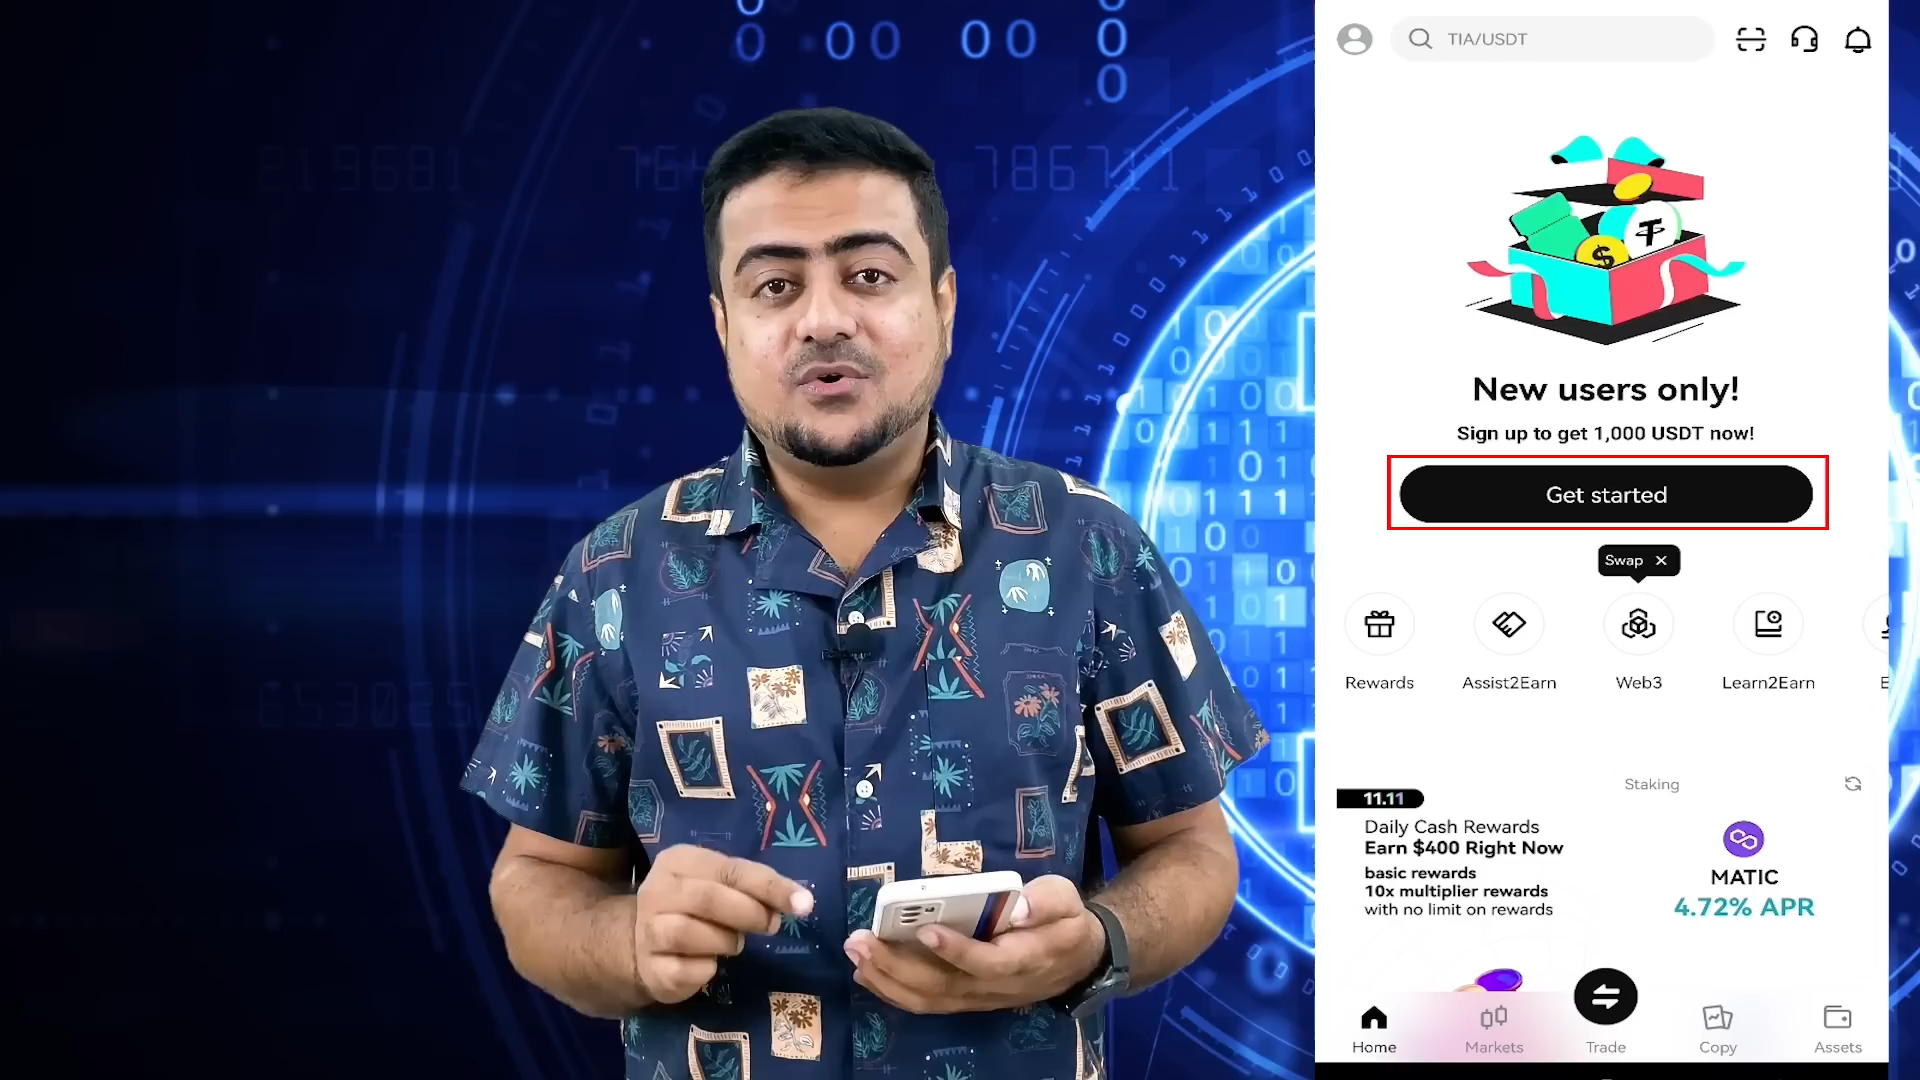 TIA/USDT
New users only!
Sign up to get 1,000 USDT now!
Get started
Swap
Rewards
Assist2Earn
Web3
Learn2Earn
11.11
Staking
Daily Cash Rewards
Earn $400 Right Now
basic rewards
10x multiplier rewards
with no limit on rewards
MATIC
4.72% APR
Home
Markets
Trade
Copy
Assets
219681
786711